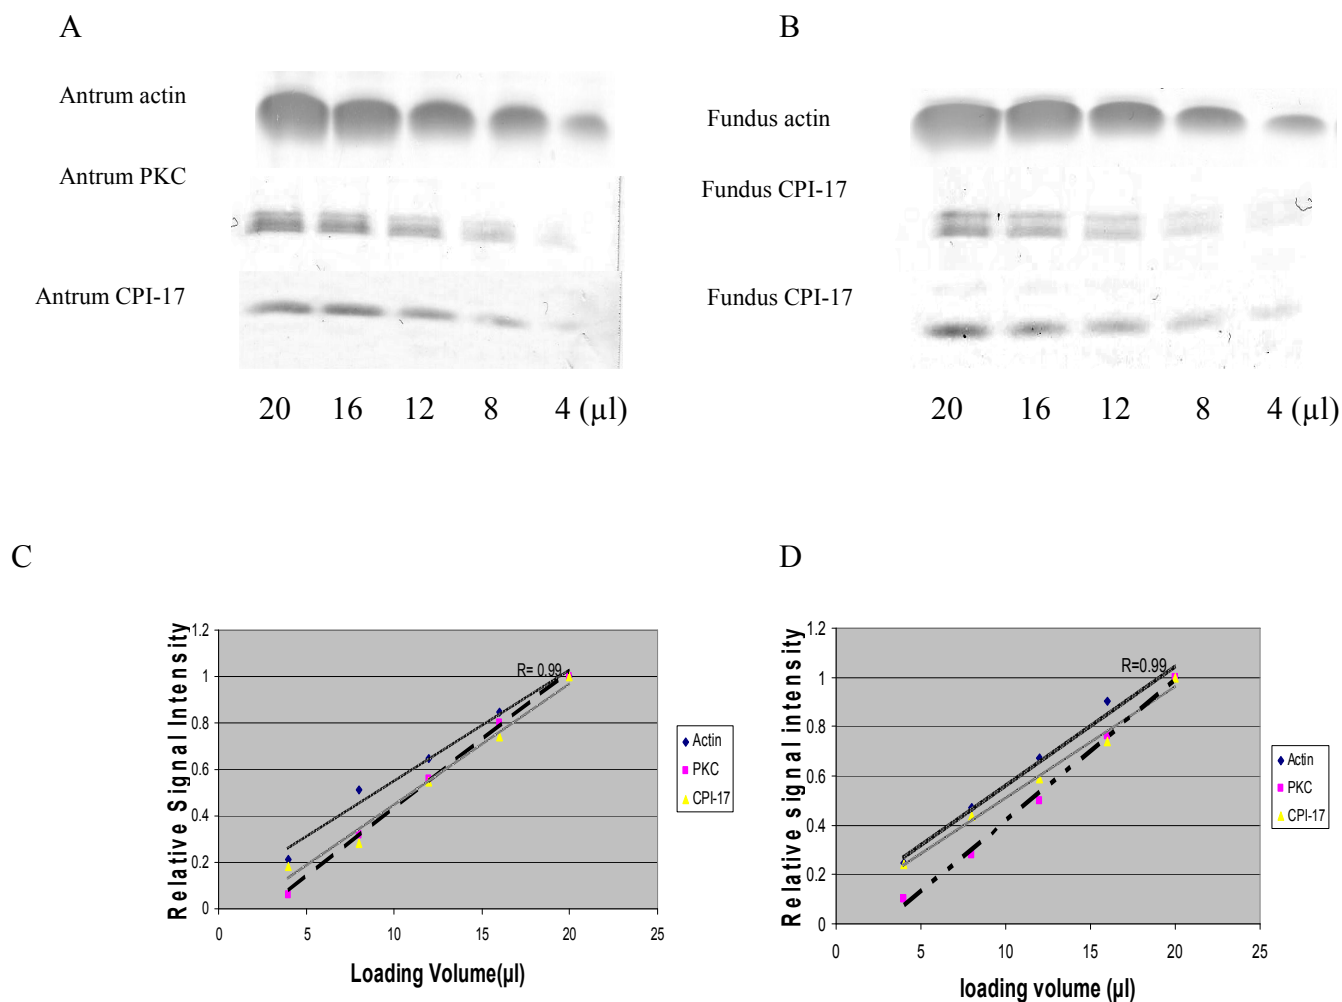 A
Antrum actin
Antrum PKC
Antrum CPI-17
20 16 12 8 4 (µl)
B
Fundus actin
Fundus CPI-17
Fundus CPI-17
20 16 12 8 4 (µl)
C
Relative Signal Intensity
1.2
1
0.8
0.6
0.4
0.2
0
R= 0.99
0 5 10 15 20 25
Loading Volume(µl)
Actin
PKC
CPI-17
D
Relative signal intensity
1.2
1
0.8
0.6
0.4
0.2
0
R=0.99
0 5 10 15 20 25
loading volume (µl)
Actin
PKC
CPI-17